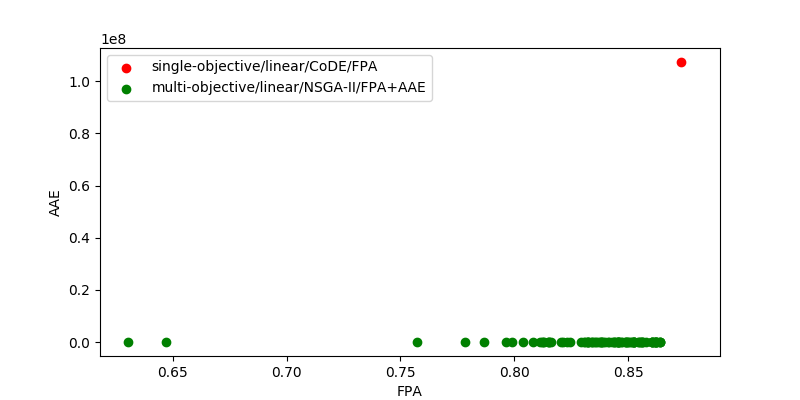 1e8
single-objective/linear/CoDE/FPA
multi-objective/linear/NSGA-II/FPA+AAE
1.0
0.8
0.6
0.4
0.2
0.0
AAE
0.65 0.70 0.75 0.80 0.85
FPA